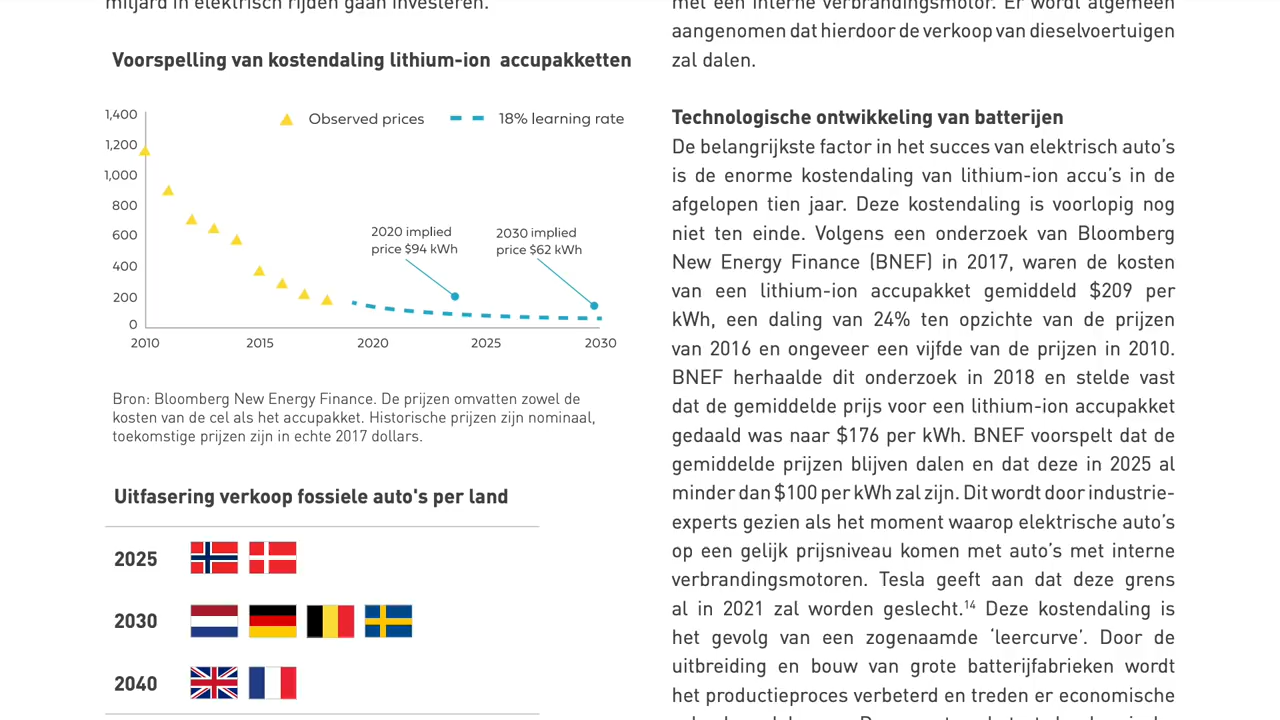 miljard in elektrisch rijden gaan investeren.
Voorspelling van kostendaling lithium-ion accupakketten
1,400
1,200
1,000
800
600
400
200
0
Observed prices
18% learning rate
2020 implied
price $94 kWh
2030 implied
price $62 kWh
2010
2015
2020
2025
2030
Bron: Bloomberg New Energy Finance. De prijzen omvatten zowel de
kosten van de cel als het accupakket. Historische prijzen zijn nominaal,
toekomstige prijzen zijn in echte 2017 dollars.
Uitfasering verkoop fossiele auto's per land
2025
2030
2040
met een interne verbrandingsmotor. Er wordt algemeen
aangenomen dat hierdoor de verkoop van dieselvoertuigen
zal dalen.
Technologische ontwikkeling van batterijen
De belangrijkste factor in het succes van elektrisch auto’s
is de enorme kostendaling van lithium-ion accu’s in de
afgelopen tien jaar. Deze kostendaling is voorlopig nog
niet ten einde. Volgens een onderzoek van Bloomberg
New Energy Finance (BNEF) in 2017, waren de kosten
van een lithium-ion accupakket gemiddeld $209 per
kWh, een daling van 24% ten opzichte van de prijzen
van 2016 en ongeveer een vijfde van de prijzen in 2010.
BNEF herhaalde dit onderzoek in 2018 en stelde vast
dat de gemiddelde prijs voor een lithium-ion accupakket
gedaald was naar $176 per kWh. BNEF voorspelt dat de
gemiddelde prijzen blijven dalen en dat deze in 2025 al
minder dan $100 per kWh zal zijn. Dit wordt door industrie-
experts gezien als het moment waarop elektrische auto’s
op een gelijk prijsniveau komen met auto’s met interne
verbrandingsmotoren. Tesla geeft aan dat deze grens
al in 2021 zal worden geslecht.¹⁴ Deze kostendaling is
het gevolg van een zogenaamde ‘leercurve’. Door de
uitbreiding en bouw van grote batterijfabrieken wordt
het productieproces verbeterd en treden er economische